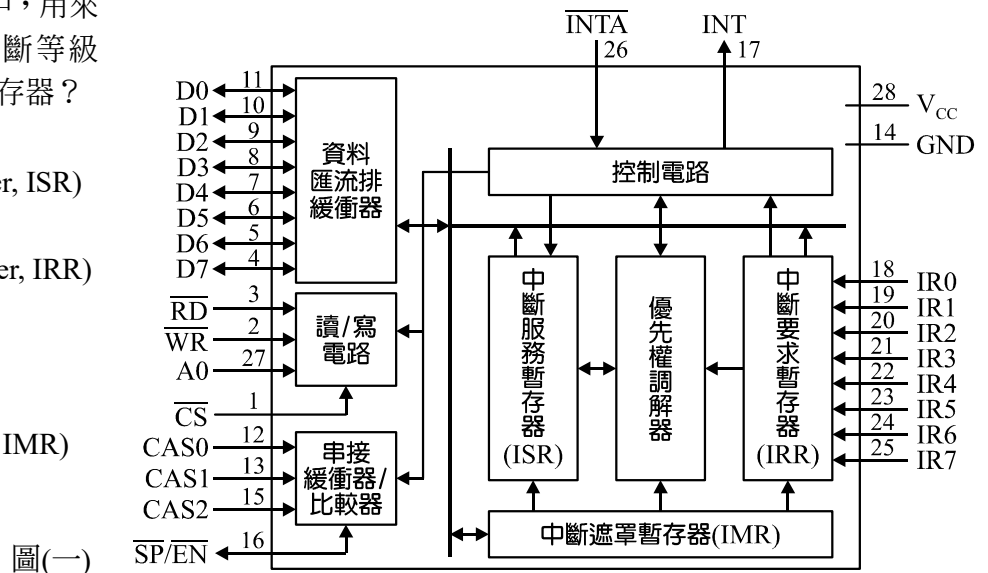 中，用來
斷等級
存器？
er, ISR)
er, IRR)
IMR)
圖(一)
INTA
26
INT
17
D0
11
D1
10
D2
9
D3
8
D4
7
D5
6
D6
5
D7
4
資料
匯流排
緩衝器
RD
3
WR
2
A0
27
讀/寫
電路
CS
1
CAS0
12
CAS1
13
CAS2
15
串接
緩衝器/
比較器
SP/EN
16
控制電路
中斷服務暫存器
(ISR)
優先權調解器
中斷要求暫存器
(IRR)
中斷遮罩暫存器(IMR)
28
VCC
14
GND
18
IR0
19
IR1
20
IR2
21
IR3
22
IR4
23
IR5
24
IR6
25
IR7